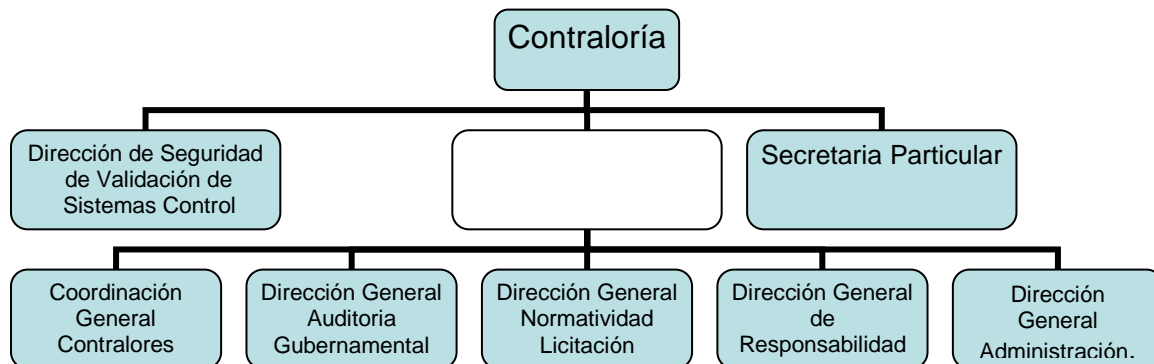 Contraloría
Dirección de Seguridad
de Validación de
Sistemas Control
Secretaria Particular
Coordinación
General
Contralores
Dirección General
Auditoria
Gubernamental
Dirección General
Normatividad
Licitación
Dirección General
de
Responsabilidad
Dirección
General
Administración.